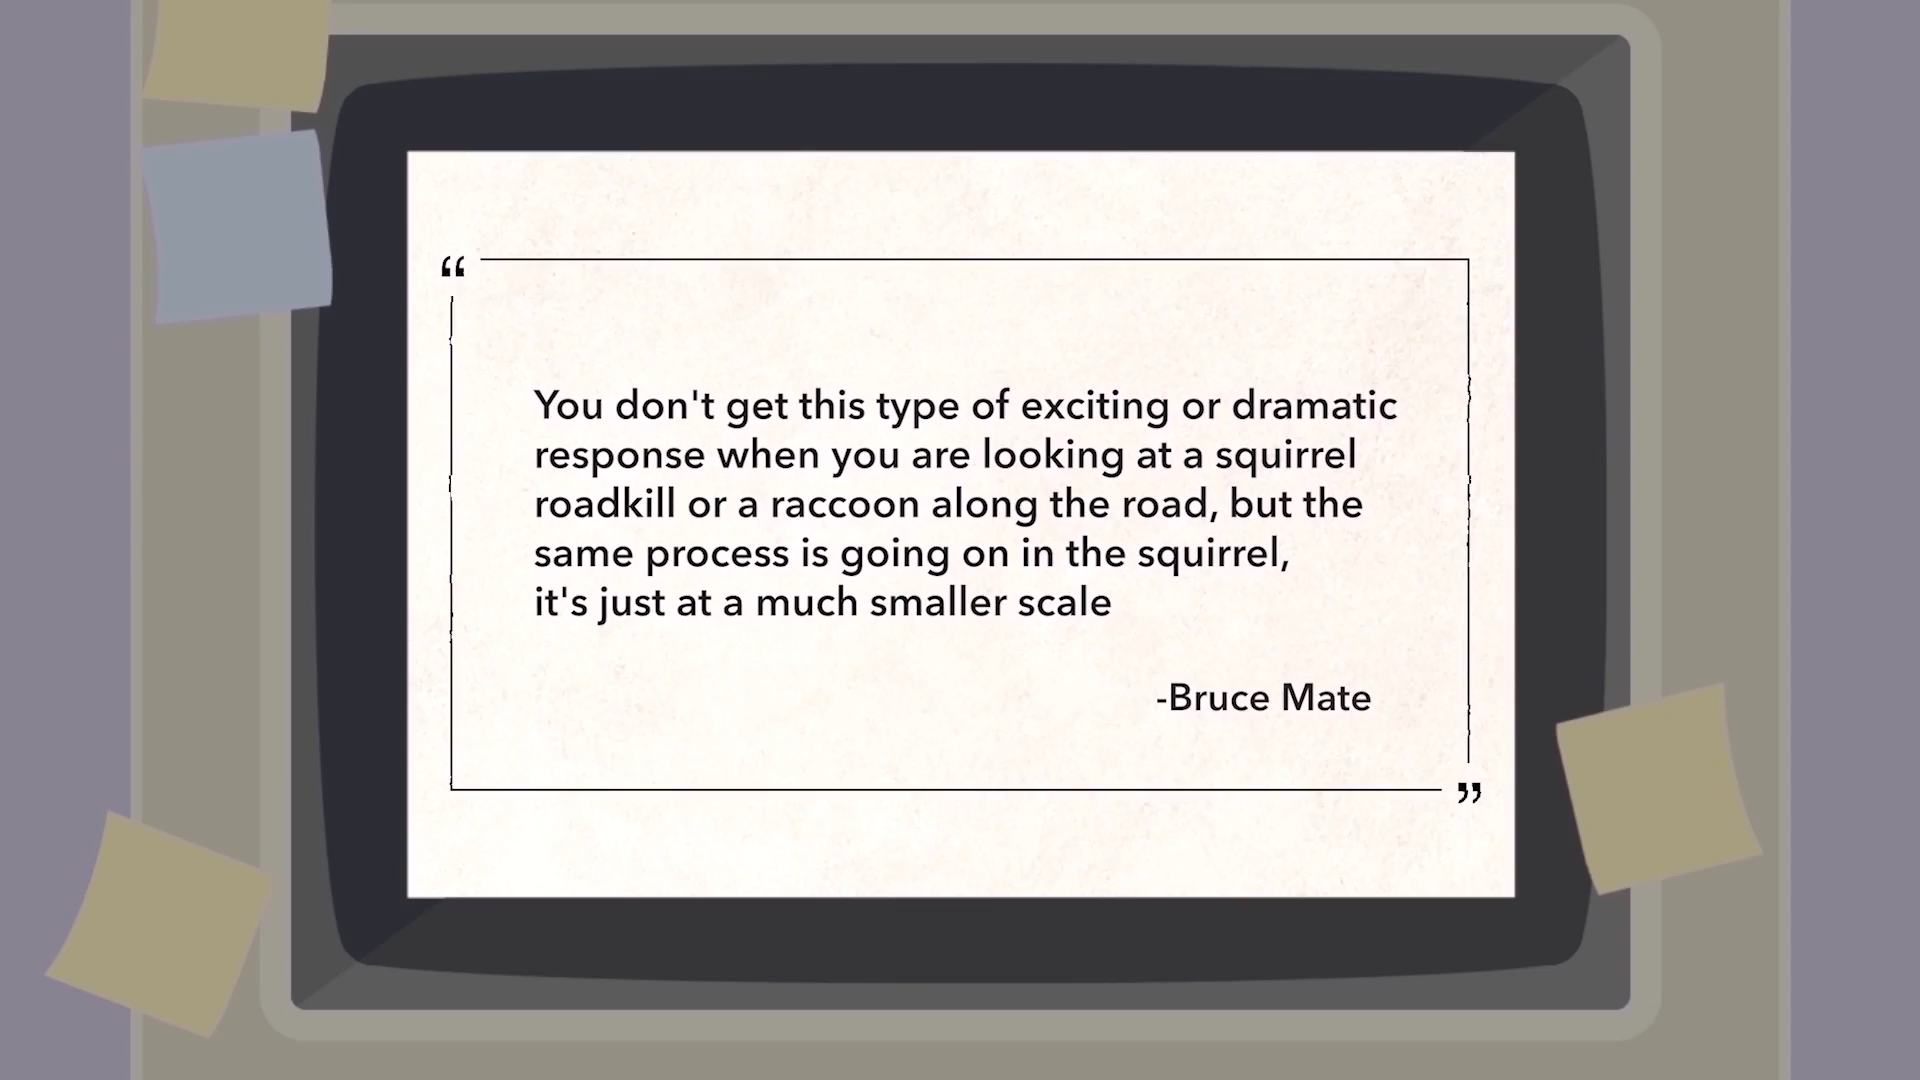 “
You don't get this type of exciting or dramatic
response when you are looking at a squirrel
roadkill or a raccoon along the road, but the
same process is going on in the squirrel,
it's just at a much smaller scale
-Bruce Mate
”